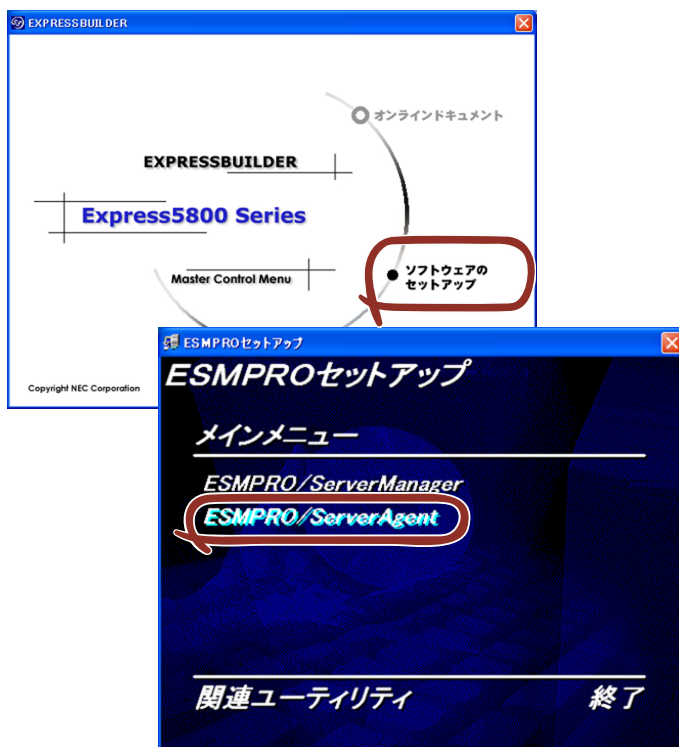 EXPRESSBUILDER
オンラインドキュメント
EXPRESSBUILDER
Express5800 Series
Master Control Menu
ソフトウェアの
セットアップ
Copyright NEC Corporation
ESMPROセットアップ
ESMPROセットアップ
メインメニュー
ESMPRO/ServerManager
ESMPRO/ServerAgent
関連ユーティリティ
終了